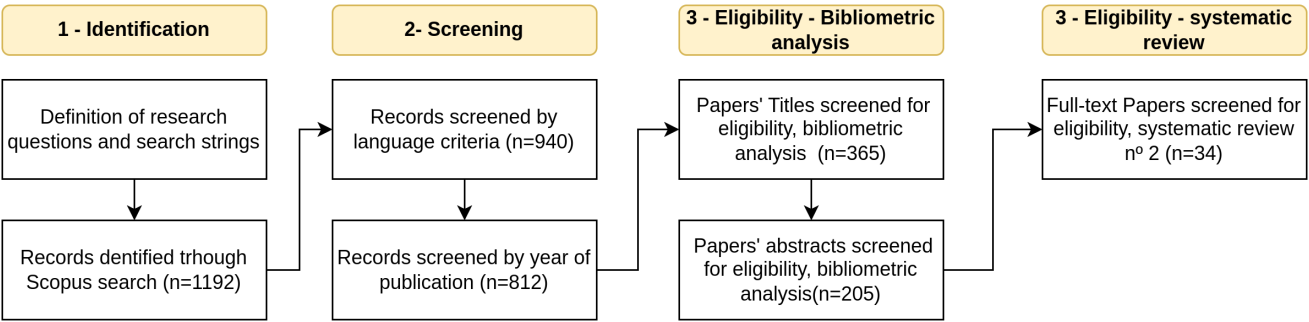 1 - Identification
Definition of research
questions and search strings
Records dentified trhough
Scopus search (n=1192)
2- Screening
Records screened by
language criteria (n=940)
Records screened by year of
publication (n=812)
3 - Eligibility - Bibliometric
analysis
Papers' Titles screened for
eligibility, bibliometric
analysis (n=365)
Papers' abstracts screened
for eligibility, bibliometric
analysis(n=205)
3 - Eligibility - systematic
review
Full-text Papers screened for
eligibility, systematic review
nº 2 (n=34)